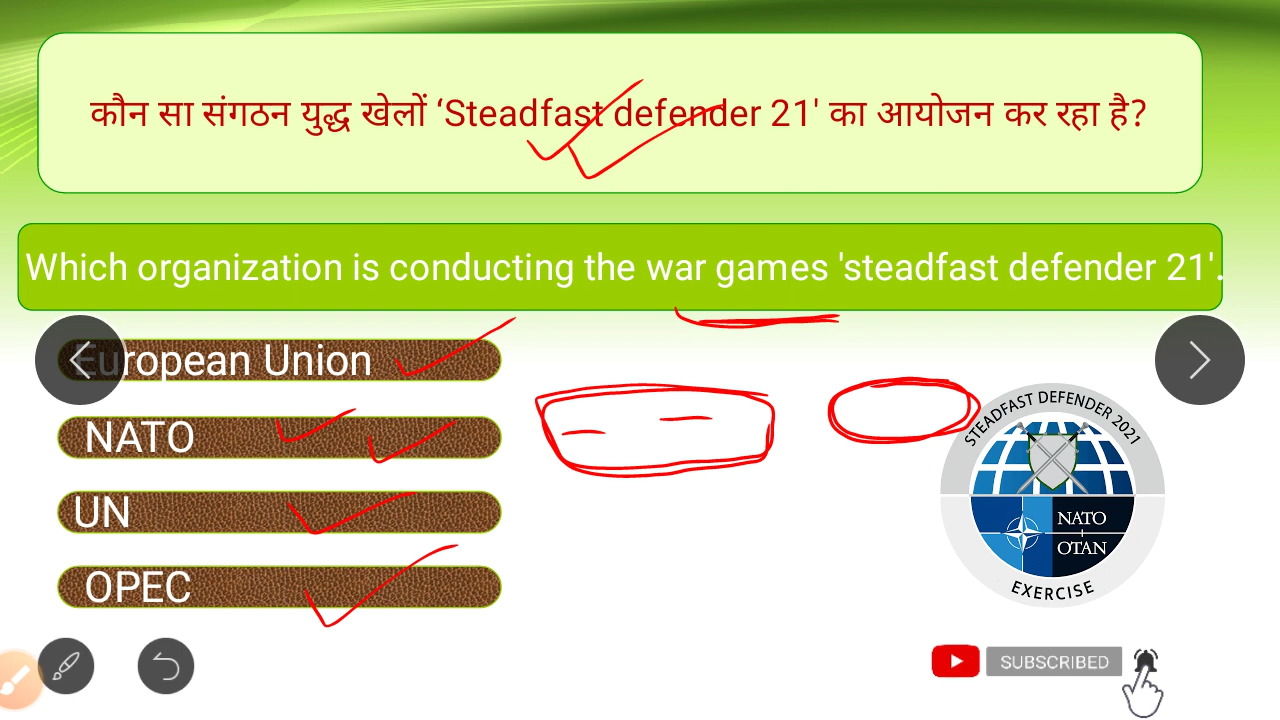 कौन सा संगठन युद्ध खेलों ‘Steadfast defender 21' का आयोजन कर रहा है?
Which organization is conducting the war games 'steadfast defender 21'.
European Union
NATO
UN
OPEC
STEADFAST DEFENDER 2021
NATO
OTAN
EXERCISE
SUBSCRIBED